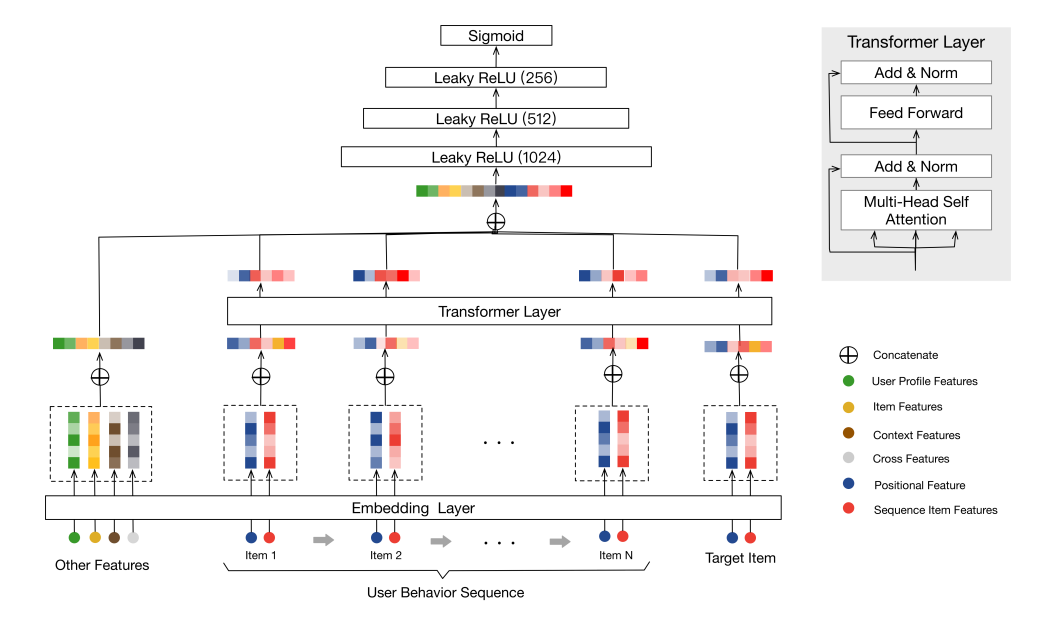 Sigmoid
Leaky ReLU (256)
Leaky ReLU (512)
Leaky ReLU (1024)
Transformer Layer
Embedding Layer
Other Features
Item 1
Item 2
. . .
. . .
Item N
Target Item
User Behavior Sequence
Transformer Layer
Add & Norm
Feed Forward
Add & Norm
Multi-Head Self
Attention
Concatenate
User Profile Features
Item Features
Context Features
Cross Features
Positional Feature
Sequence Item Features